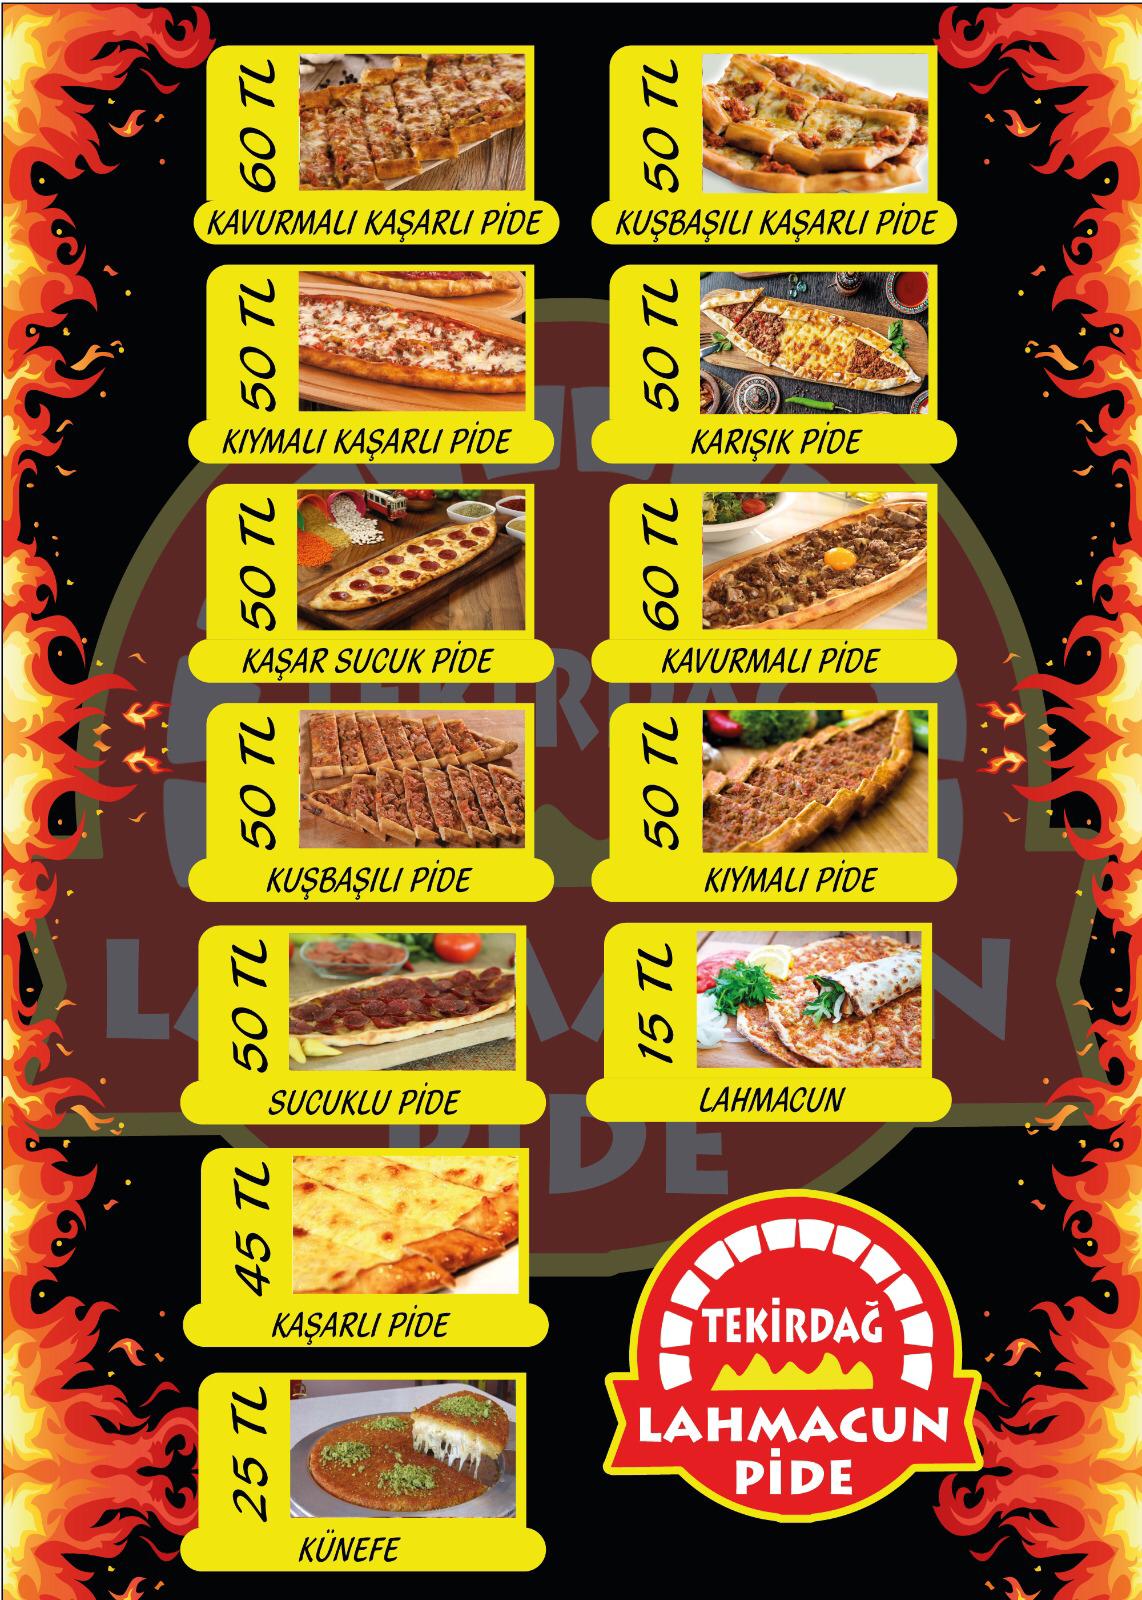 60 TL
KAVURMALI KAŞARLI PİDE
50 TL
KUŞBAŞILI KAŞARLI PİDE
50 TL
KIYMALI KAŞARLI PİDE
50 TL
KARIŞIK PİDE
50 TL
KAŞAR SUCUK PİDE
60 TL
KAVURMALI PİDE
50 TL
KUŞBAŞILI PİDE
50 TL
KIYMALI PİDE
50 TL
SUCUKLU PİDE
15 TL
LAHMACUN
45 TL
KAŞARLI PİDE
25 TL
KÜNEFE
TEKİRDAĞ
LAHMACUN
PİDE